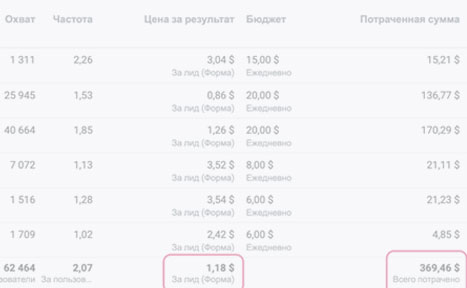 Охват Частота Цена за результат Бюджет Потраченная сумма
1 311 2,26 3,04 $ 15,00 $ 15,21 $
За лид (Форма) Ежедневно
25 945 1,53 0,86 $ 20,00 $ 136,77 $
За лид (Форма) Ежедневно
40 664 1,85 1,26 $ 20,00 $ 170,29 $
За лид (Форма) Ежедневно
7 072 1,13 3,52 $ 8,00 $ 21,11 $
За лид (Форма) Ежедневно
1 516 1,28 3,54 $ 6,00 $ 21,23 $
За лид (Форма) Ежедневно
1 709 1,02 2,42 $ 6,00 $ 4,85 $
За лид (Форма) Ежедневно
62 464 2,07 1,18 $ 369,46 $
зователи За пользов... За лид (Форма) Всего потрачено